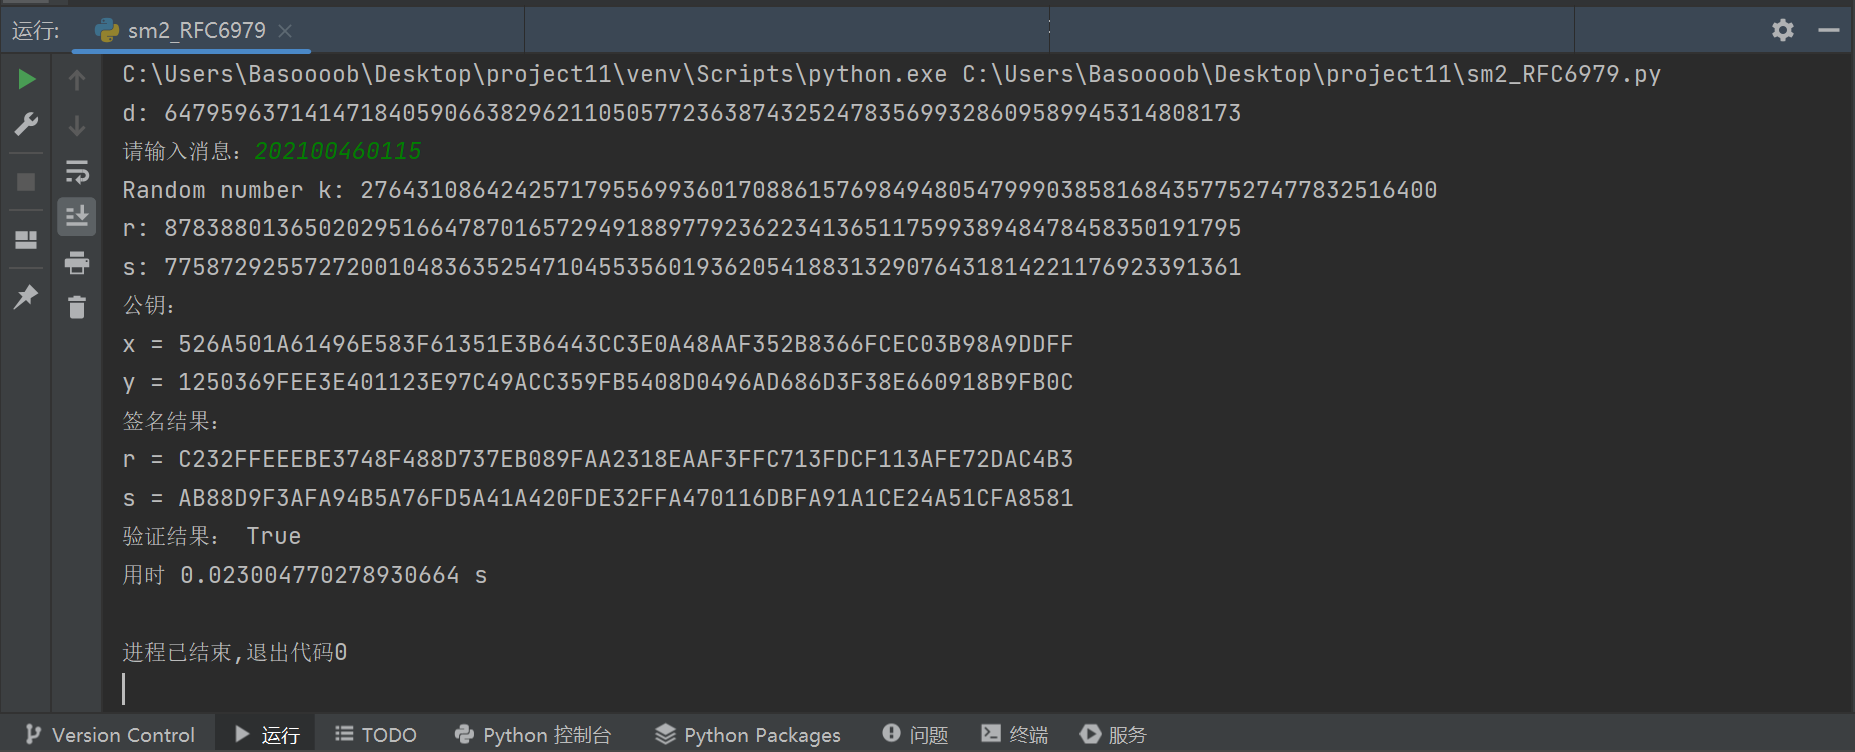 运行: sm2_RFC6979
C:\Users\Basoooob\Desktop\project11\venv\Scripts\python.exe C:\Users\Basoooob\Desktop\project11\sm2_RFC6979.py
d: 64795963714147184059066382962110505772363874325247835699328609589945314808173
请输入消息：202100460115
Random number k: 27643108642425717955699360170886157698494805479990385816843577527477832516400
r: 87838801365020295166478701657294918897792362234136511759938948478458350191795
s: 77587292557272001048363525471045535601936205418831329076431814221176923391361
公钥：
x = 526A501A61496E583F61351E3B6443CC3E0A48AAF352B8366FCEC03B98A9DDFF
y = 1250369FEE3E401123E97C49ACC359FB5408D0496AD686D3F38E660918B9FB0C
签名结果：
r = C232FFEEEBE3748F488D737EB089FAA2318EAAF3FFC713FDCF113AFE72DAC4B3
s = AB88D9F3AFA94B5A76FD5A41A420FDE32FFA470116DBFA91A1CE24A51CFA8581
验证结果： True
用时 0.023004770278930664 s
进程已结束,退出代码0
Version Control 运行 TODO Python 控制台 Python Packages 问题 终端 服务